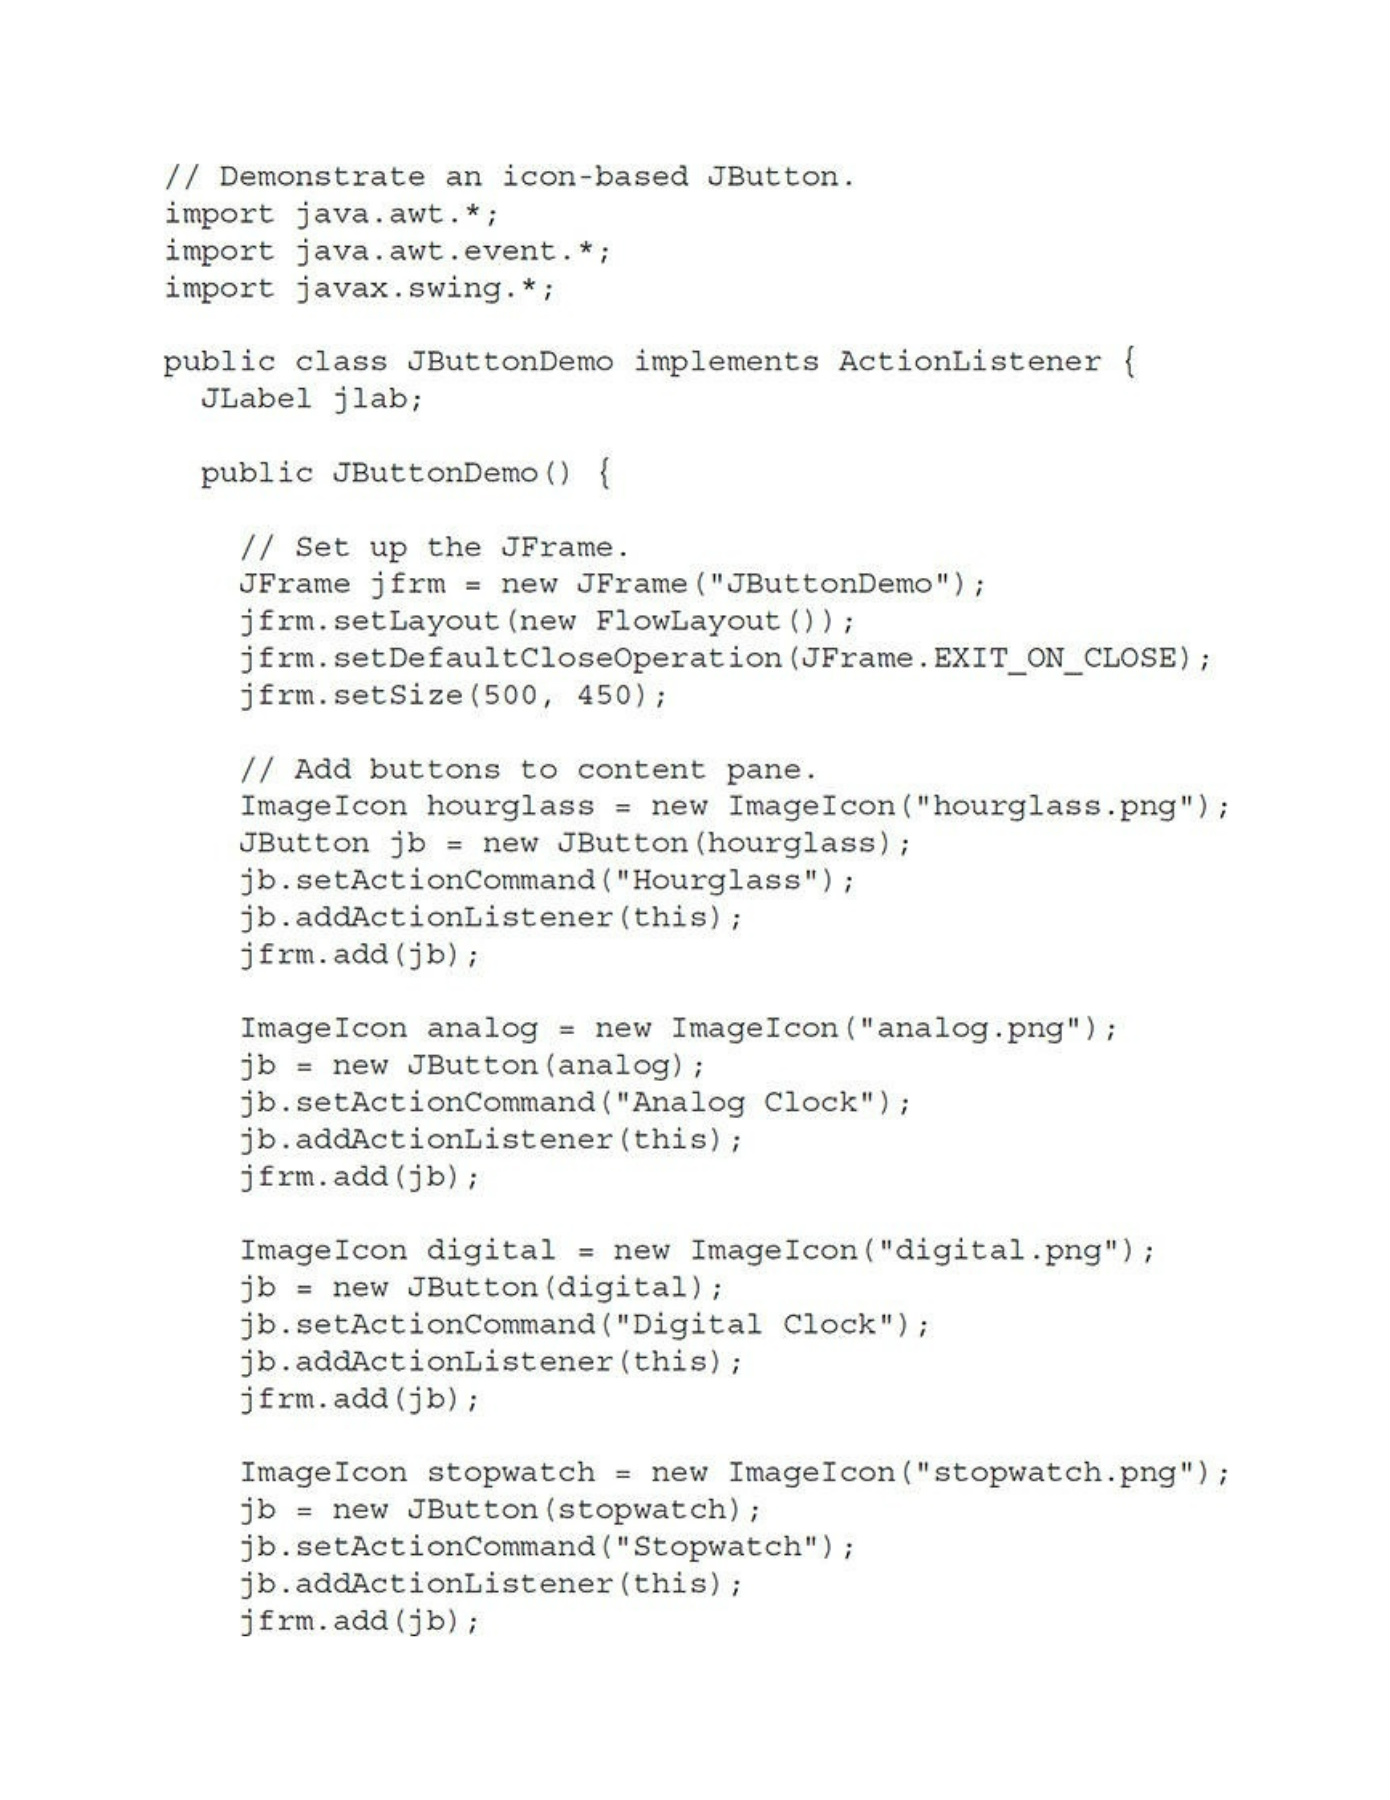 // Demonstrate an icon-based JButton.
import java.awt.*;
import java.awt.event.*;
import javax.swing.*;

public class JButtonDemo implements ActionListener {
  JLabel jlab;

  public JButtonDemo() {

    // Set up the JFrame.
    JFrame jfrm = new JFrame("JButtonDemo");
    jfrm.setLayout(new FlowLayout());
    jfrm.setDefaultCloseOperation(JFrame.EXIT_ON_CLOSE);
    jfrm.setSize(500, 450);

    // Add buttons to content pane.
    ImageIcon hourglass = new ImageIcon("hourglass.png");
    JButton jb = new JButton(hourglass);
    jb.setActionCommand("Hourglass");
    jb.addActionListener(this);
    jfrm.add(jb);

    ImageIcon analog = new ImageIcon("analog.png");
    jb = new JButton(analog);
    jb.setActionCommand("Analog Clock");
    jb.addActionListener(this);
    jfrm.add(jb);

    ImageIcon digital = new ImageIcon("digital.png");
    jb = new JButton(digital);
    jb.setActionCommand("Digital Clock");
    jb.addActionListener(this);
    jfrm.add(jb);

    ImageIcon stopwatch = new ImageIcon("stopwatch.png");
    jb = new JButton(stopwatch);
    jb.setActionCommand("Stopwatch");
    jb.addActionListener(this);
    jfrm.add(jb);